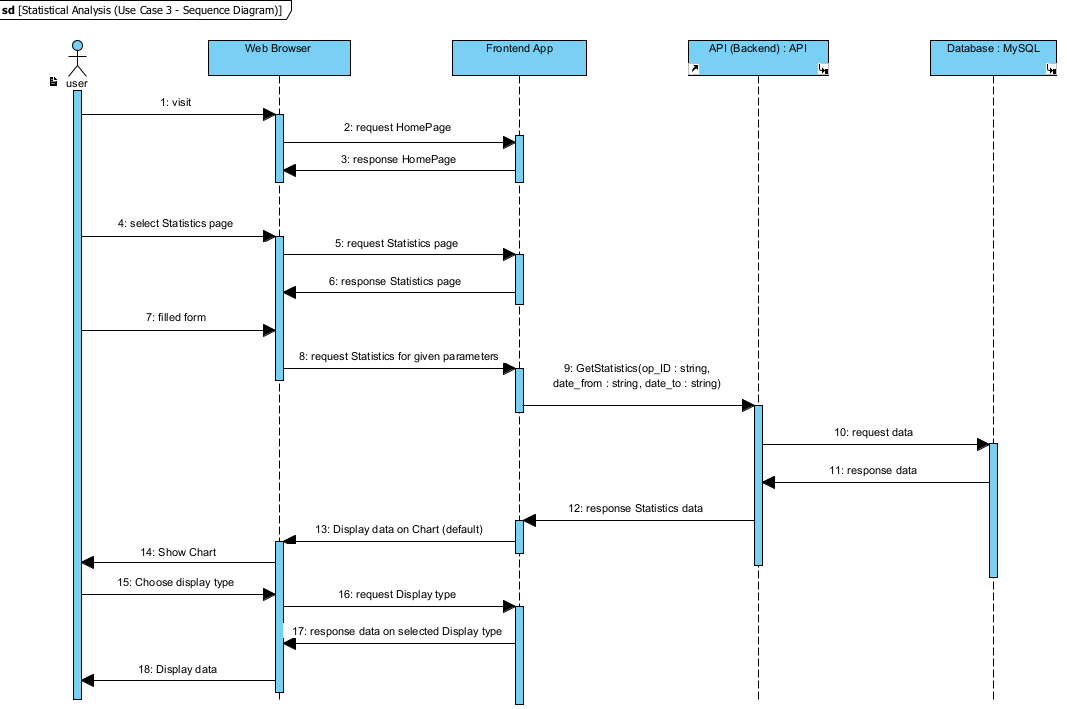 sd [Statistical Analysis (Use Case 3 - Sequence Diagram)]
Web Browser
Frontend App
API (Backend) : API
Database : MySQL
user
1: visit
2: request HomePage
3: response HomePage
4: select Statistics page
5: request Statistics page
6: response Statistics page
7: filled form
8: request Statistics for given parameters
9: GetStatistics(op_ID : string,
date_from : string, date_to : string)
10: request data
11: response data
12: response Statistics data
13: Display data on Chart (default)
14: Show Chart
15: Choose display type
16: request Display type
17: response data on selected Display type
18: Display data